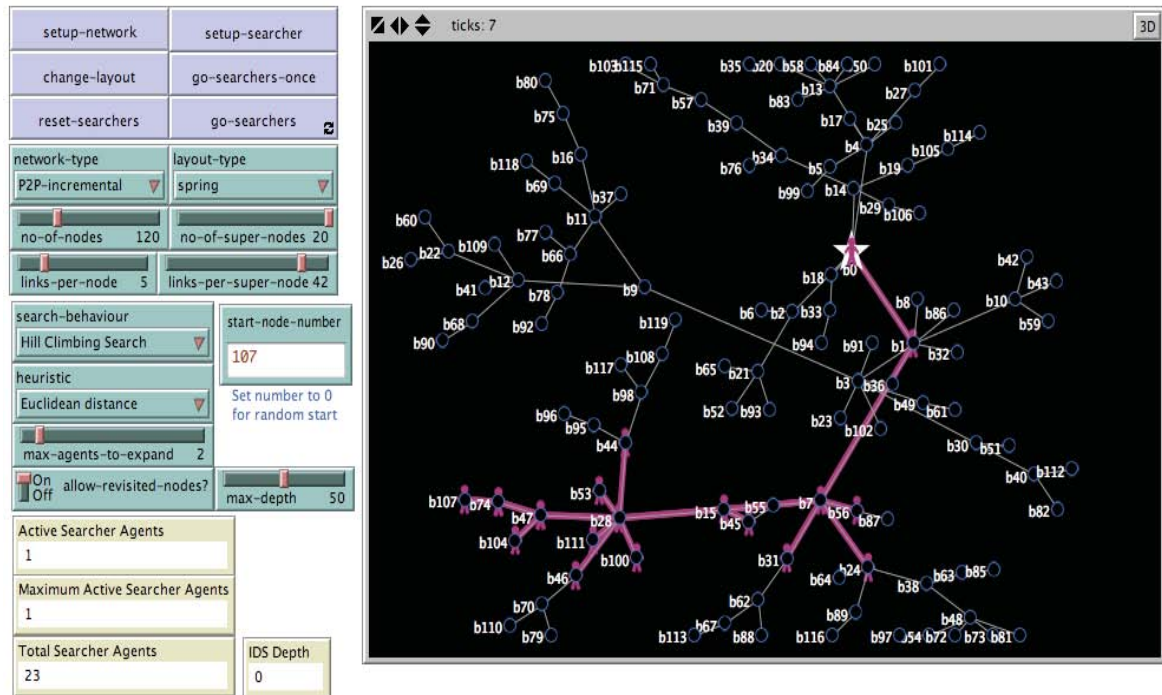 setup-network
setup-searcher
change-layout
go-searchers-once
reset-searchers
go-searchers
network-type
P2P-incremental
layout-type
spring
no-of-nodes 120
no-of-super-nodes 20
links-per-node 5
links-per-super-node 42
search-behaviour
Hill Climbing Search
heuristic
Euclidean distance
max-agents-to-expand 2
start-node-number
107
Set number to 0
for random start
On
Off
allow-revisited-nodes?
max-depth 50
Active Searcher Agents
1
Maximum Active Searcher Agents
1
Total Searcher Agents
23
IDS Depth
0
ticks: 7
3D
b103 b115 b35 b20 b58 b84 b50 b101
b80 b71 b13 b27
b57 b83
b75 b39 b17 b25
b4 b114
b118 b16 b34 b105
b76 b5 b19
b69 b14
b37 b99
b11 b29 b106
b60 b77
b22 b109 b66 b0
b26 b12 b18 b42
b41 b78 b9 b8 b10 b43
b68 b92 b6 b2 b33 b86 b59
b90 b119 b94 b1
b108 b91 b32
b117 b65 b21 b3 b36
b98 b49 b61
b96 b52 b93 b23
b95 b44 b102 b30 b51
b40 b112
b107 b74 b53 b82
b47 b28 b15 b55 b7 b56
b45 b87
b104 b111 b100 b31
b46 b64 b24 b63 b85
b38
b70 b62 b89 b48
b110 b79 b113 b67 b88 b116 b97 b54 b72 b73 b81